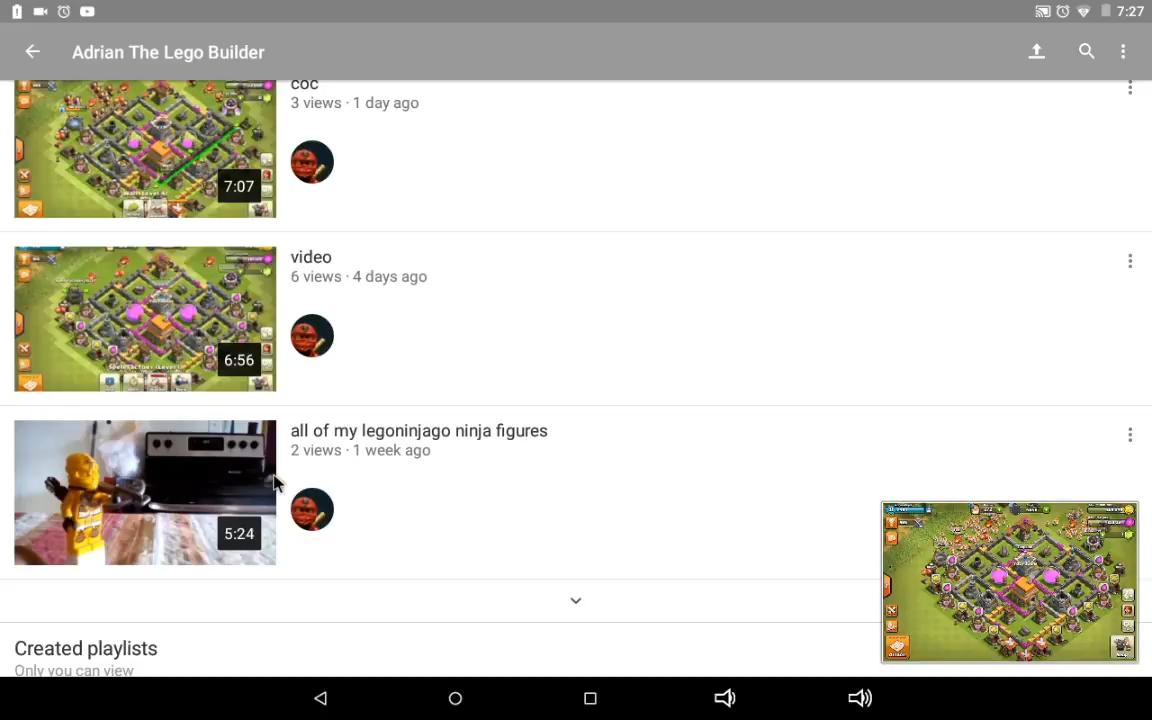 7:27
Adrian The Lego Builder
coc
3 views · 1 day ago
7:07
video
6 views · 4 days ago
6:56
all of my legoninjago ninja figures
2 views · 1 week ago
5:24
Created playlists
Only you can view